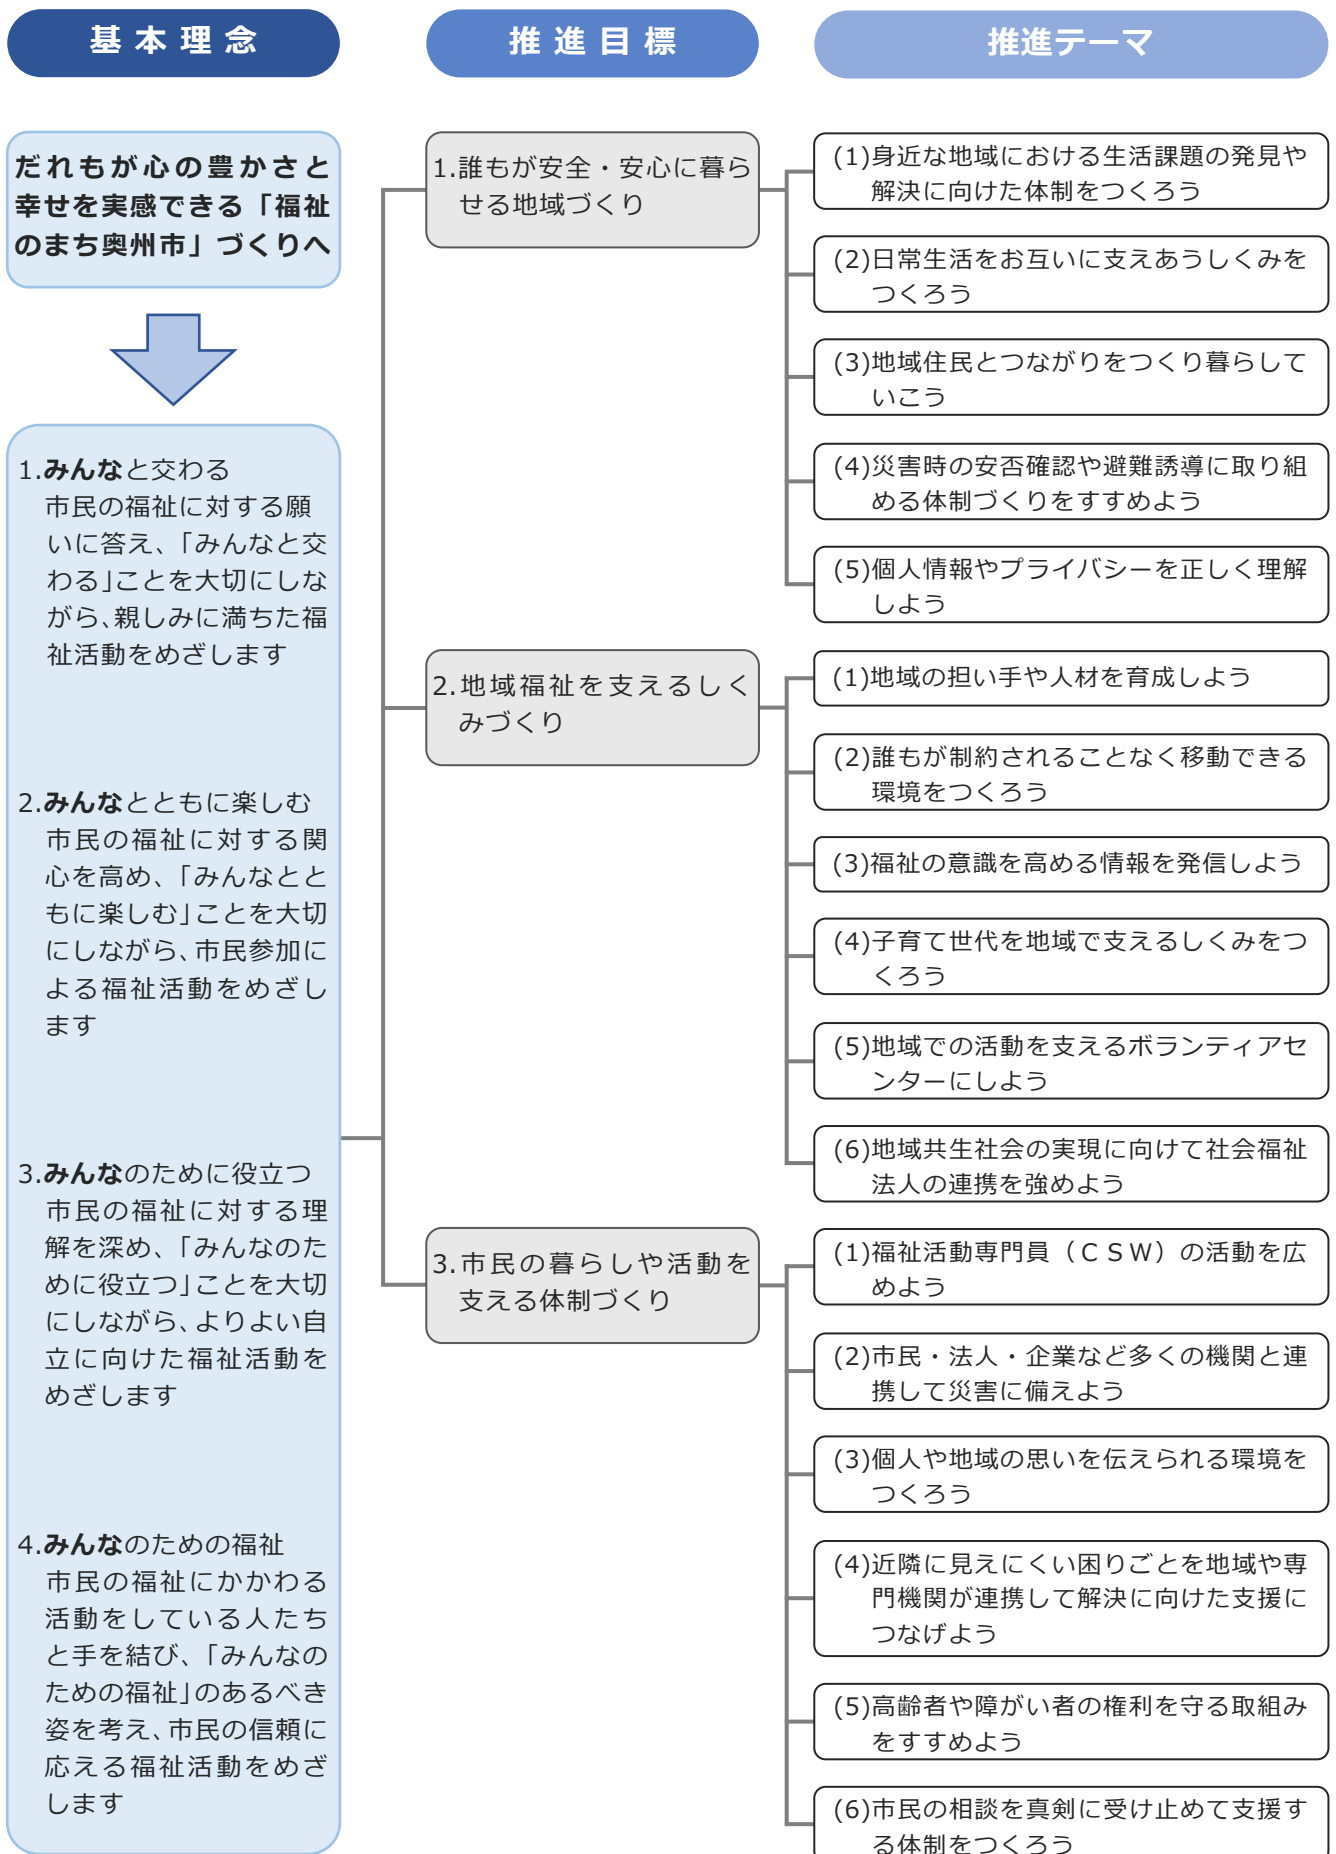 基本理念
だれもが心の豊かさと
幸せを実感できる「福祉
のまち奥州市」づくりへ
1.みんなと交わる
市民の福祉に対する願
いに答え、「みんなと交
わる」ことを大切にしな
がら、親しみに満ちた福
祉活動をめざします
2.みんなとともに楽しむ
市民の福祉に対する関
心を高め、「みんなとと
もに楽しむ」ことを大切
にしながら、市民参加に
よる福祉活動をめざし
ます
3.みんなのために役立つ
市民の福祉に対する理
解を深め、「みんなのた
めに役立つ」ことを大切
にしながら、よりよい自
立に向けた福祉活動を
めざします
4.みんなのための福祉
市民の福祉にかかわる
活動をしている人たち
と手を結び、「みんなの
ための福祉」のあるべき
姿を考え、市民の信頼に
応える福祉活動をめざ
します
推進目標
1.誰もが安全・安心に暮ら
せる地域づくり
2.地域福祉を支えるしく
みづくり
3.市民の暮らしや活動を
支える体制づくり
推進テーマ
(1)身近な地域における生活課題の発見や
解決に向けた体制をつくろう
(2)日常生活をお互いに支えあうしくみを
つくろう
(3)地域住民とつながりをつくり暮らして
いこう
(4)災害時の安否確認や避難誘導に取り組
める体制づくりをすすめよう
(5)個人情報やプライバシーを正しく理解
しよう
(1)地域の担い手や人材を育成しよう
(2)誰もが制約されることなく移動できる
環境をつくろう
(3)福祉の意識を高める情報を発信しよう
(4)子育て世代を地域で支えるしくみをつ
くろう
(5)地域での活動を支えるボランティアセ
ンターにしよう
(6)地域共生社会の実現に向けて社会福祉
法人の連携を強めよう
(1)福祉活動専門員（ＣＳＷ）の活動を広
めよう
(2)市民・法人・企業など多くの機関と連
携して災害に備えよう
(3)個人や地域の思いを伝えられる環境を
つくろう
(4)近隣に見えにくい困りごとを地域や専
門機関が連携して解決に向けた支援に
つなげよう
(5)高齢者や障がい者の権利を守る取組み
をすすめよう
(6)市民の相談を真剣に受け止めて支援す
る体制をつくろう